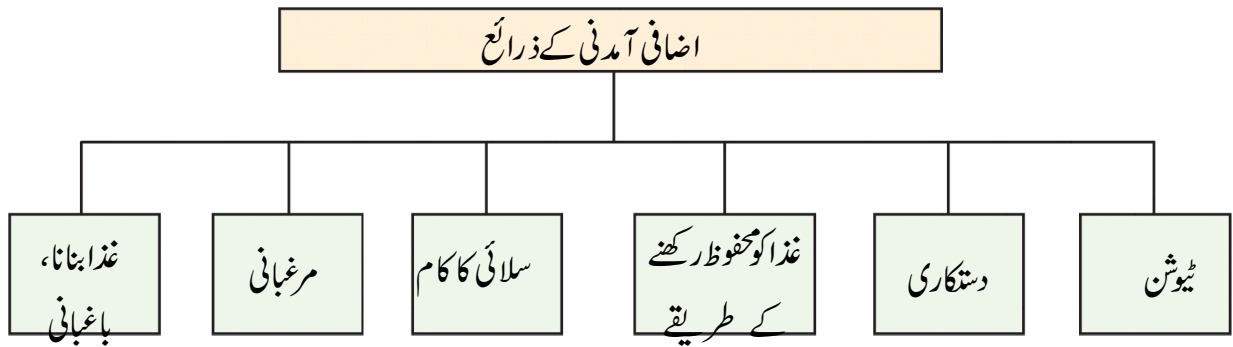 اضافی آمدنی کے ذرائع
ٹیوشن
دستکاری
غذا کو محفوظ رکھنے
کے طریقے
سلائی کا کام
مرغبانی
غذا بنانا،
باغبانی